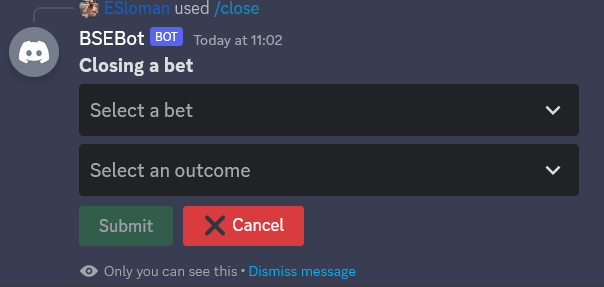 ESloman used /close
BSEBot BOT Today at 11:02
Closing a bet
Select a bet
Select an outcome
Submit Cancel
Only you can see this • Dismiss message